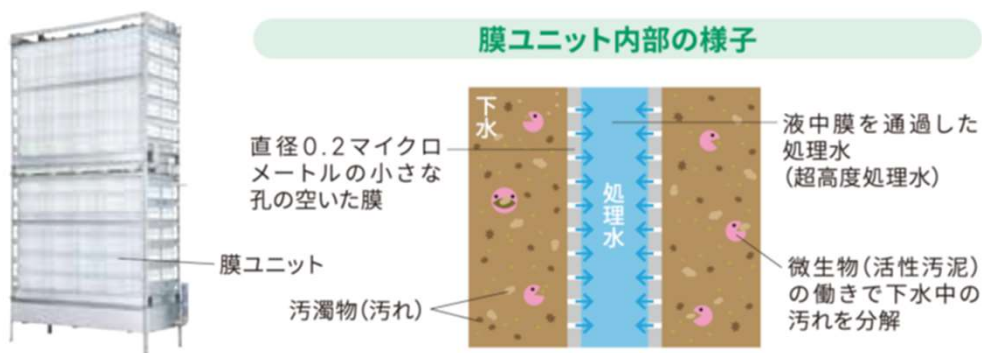 膜ユニット内部の様子
下水
直径0.2マイクロ
メートルの小さな
孔の空いた膜
処理水
液中膜を通過した
処理水
(超高度処理水)
膜ユニット
汚濁物(汚れ)
微生物(活性汚泥)
の働きで下水中の
汚れを分解